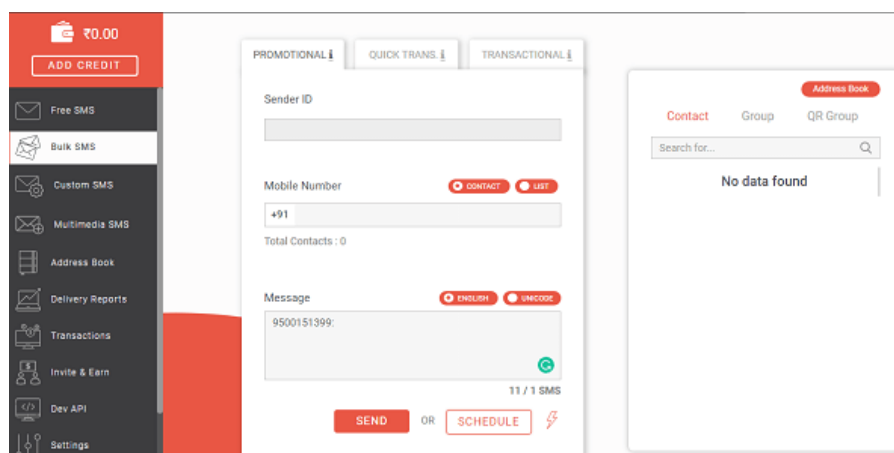 ₹0.00
ADD CREDIT
Free SMS
Bulk SMS
Custom SMS
Multimedia SMS
Address Book
Delivery Reports
Transactions
Invite & Earn
Dev API
Settings
PROMOTIONAL i QUICK TRANS. i TRANSACTIONAL i
Sender ID
Mobile Number CONTACT LIST
+91
Total Contacts : 0
Message ENGLISH UNICODE
9500151399:
11 / 1 SMS
SEND OR SCHEDULE
Address Book
Contact Group QR Group
Search for...
No data found